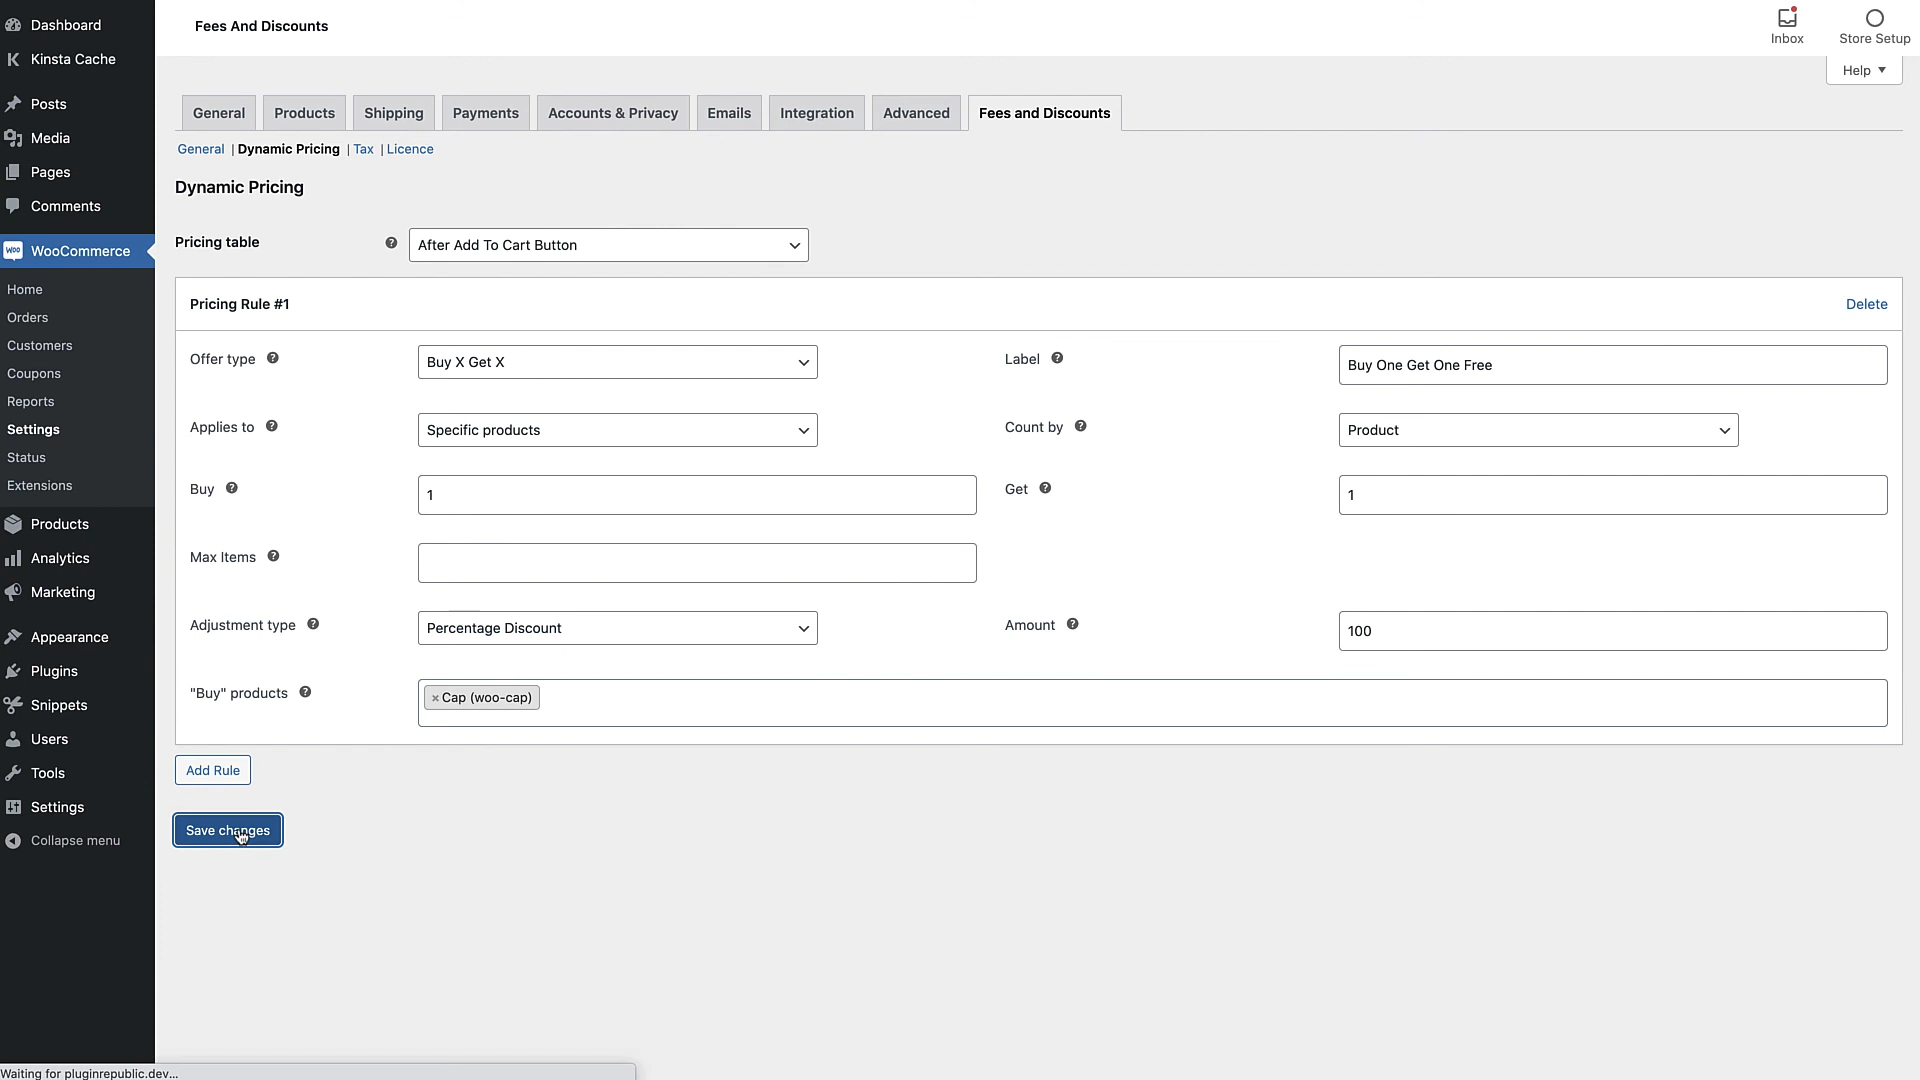 Dashboard
Kinsta Cache
Posts
Media
Pages
Comments
WOO WooCommerce
Home
Orders
Customers
Coupons
Reports
Settings
Status
Extensions
Products
Analytics
Marketing
Appearance
Plugins
Snippets
Users
Tools
Settings
Collapse menu
Fees And Discounts
Inbox
Store Setup
Help
General Products Shipping Payments Accounts & Privacy Emails Integration Advanced Fees and Discounts
General | Dynamic Pricing | Tax | Licence
Dynamic Pricing
Pricing table ? After Add To Cart Button
Pricing Rule #1 Delete
Offer type ? Buy X Get X Label ? Buy One Get One Free
Applies to ? Specific products Count by ? Product
Buy ? 1 Get ? 1
Max Items ?
Adjustment type ? Percentage Discount Amount ? 100
"Buy" products ? × Cap (woo-cap)
Add Rule
Save changes
Waiting for pluginrepublic.dev...